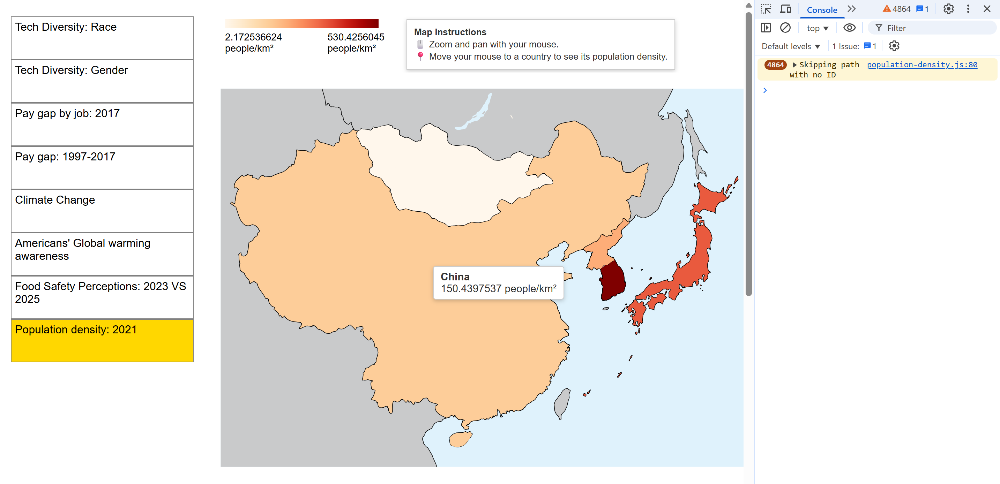 Tech Diversity: Race
Tech Diversity: Gender
Pay gap by job: 2017
Pay gap: 1997-2017
Climate Change
Americans' Global warming
awareness
Food Safety Perceptions: 2023 VS
2025
Population density: 2021
2.172536624
people/km²
530.4256045
people/km²
Map Instructions
Zoom and pan with your mouse.
Move your mouse to a country to see its population density.
China
150.4397537 people/km²
Console
4864
1
top
Filter
Default levels
1 Issue:
1
4864
Skipping path
with no ID
population-density.js:80